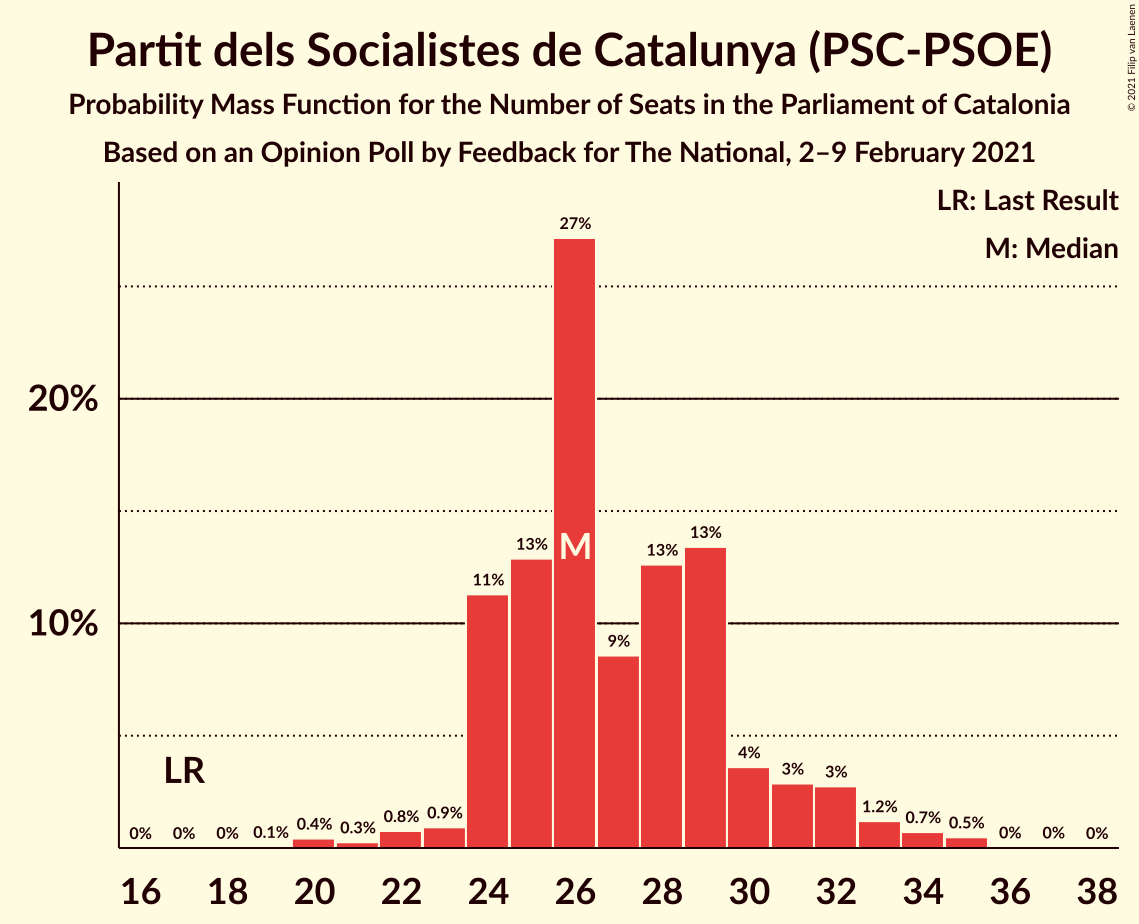 Partit dels Socialistes de Catalunya (PSC-PSOE)
Probability Mass Function for the Number of Seats in the Parliament of Catalonia
Based on an Opinion Poll by Feedback for The National, 2–9 February 2021
© 2021 Filip van Laenen
LR: Last Result
M: Median
27%
20%
13%
M
13%
13%
11%
10%
9%
LR
4%
3%
3%
0%
0%
0%
0.1%
0.4%
0.3%
0.8%
0.9%
1.2%
0.7%
0.5%
0%
0%
0%
16 18 20 22 24 26 28 30 32 34 36 38